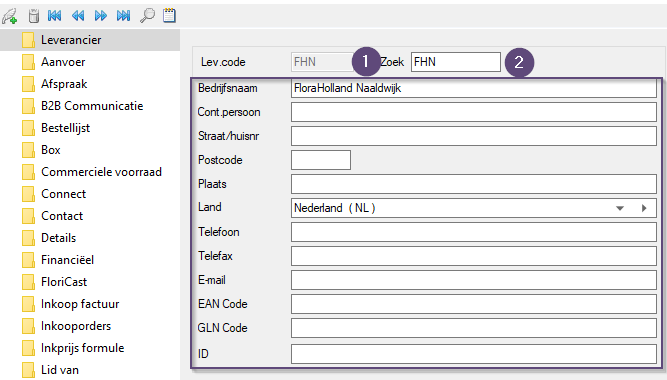 Leverancier
Aanvoer
Afspraak
B2B Communicatie
Bestellijst
Box
Commerciele voorraad
Connect
Contact
Details
Financiëel
FloriCast
Inkoop factuur
Inkooporders
Inkprijs formule
Lid van
Lev.code FHN 1 Zoek FHN 2
Bedrijfsnaam FloraHolland Naaldwijk
Cont.persoon
Straat/huisnr
Postcode
Plaats
Land Nederland ( NL )
Telefoon
Telefax
E-mail
EAN Code
GLN Code
ID